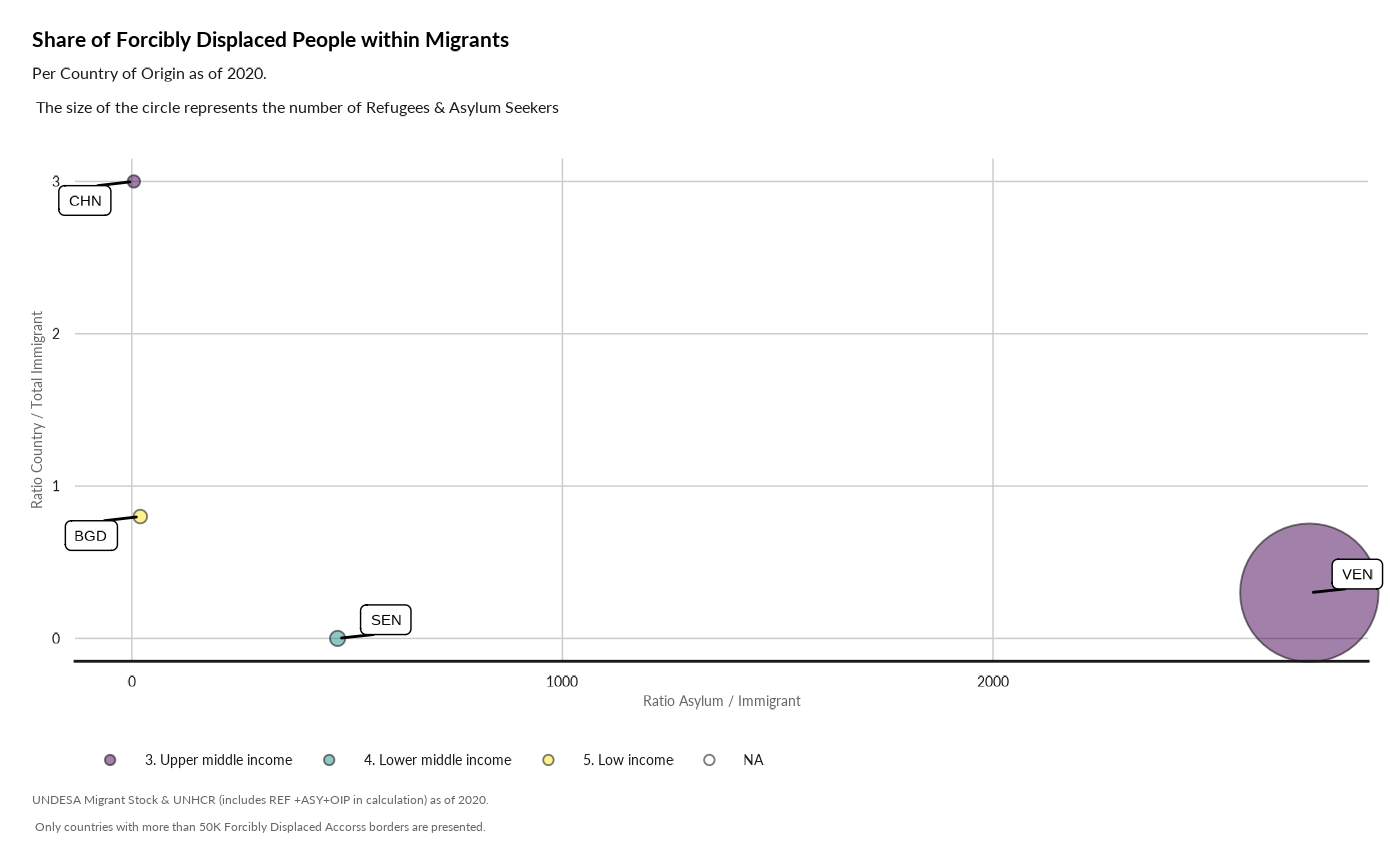 Share of Forcibly Displaced People within Migrants
Per Country of Origin as of 2020.
The size of the circle represents the number of Refugees & Asylum Seekers
Ratio Country / Total Immigrant
3
2
1
0
CHN
BGD
SEN
VEN
0
1000
2000
Ratio Asylum / Immigrant
3. Upper middle income
4. Lower middle income
5. Low income
NA
UNDESA Migrant Stock & UNHCR (includes REF +ASY+OIP in calculation) as of 2020.
Only countries with more than 50K Forcibly Displaced Accorss borders are presented.